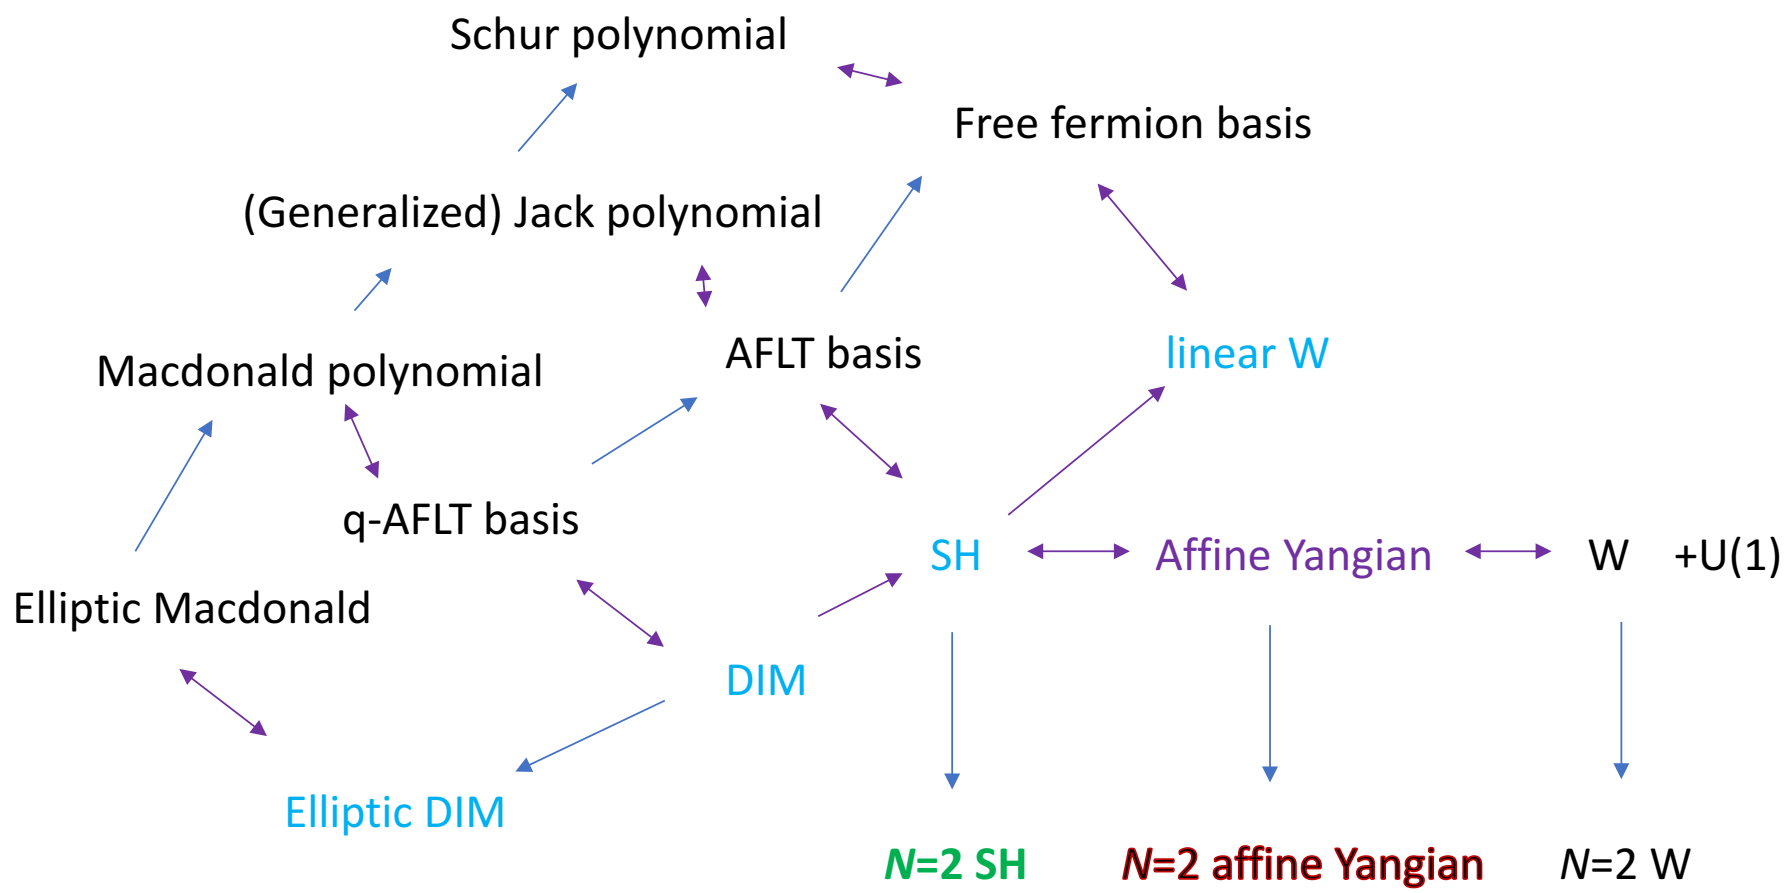 Schur polynomial
Free fermion basis
(Generalized) Jack polynomial
AFLT basis
linear W
Macdonald polynomial
q-AFLT basis
SH
Affine Yangian
W +U(1)
Elliptic Macdonald
DIM
Elliptic DIM
N=2 SH
N=2 affine Yangian
N=2 W